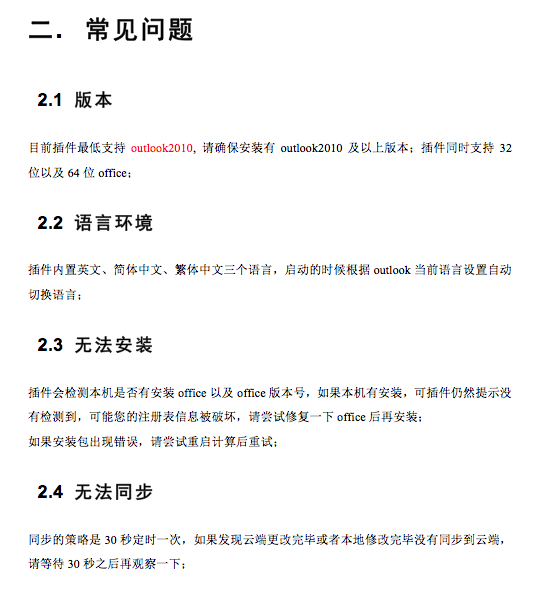 二． 常见问题
2.1 版本
目前插件最低支持 outlook2010, 请确保安装有 outlook2010 及以上版本；插件同时支持 32
位以及 64 位 office；
2.2 语言环境
插件内置英文、简体中文、繁体中文三个语言，启动的时候根据 outlook 当前语言设置自动
切换语言；
2.3 无法安装
插件会检测本机是否有安装 office 以及 office 版本号，如果本机有安装，可插件仍然提示没
有检测到，可能您的注册表信息被破坏，请尝试修复一下 office 后再安装；
如果安装包出现错误，请尝试重启计算后重试；
2.4 无法同步
同步的策略是 30 秒定时一次，如果发现云端更改完毕或者本地修改完毕没有同步到云端，
请等待 30 秒之后再观察一下；